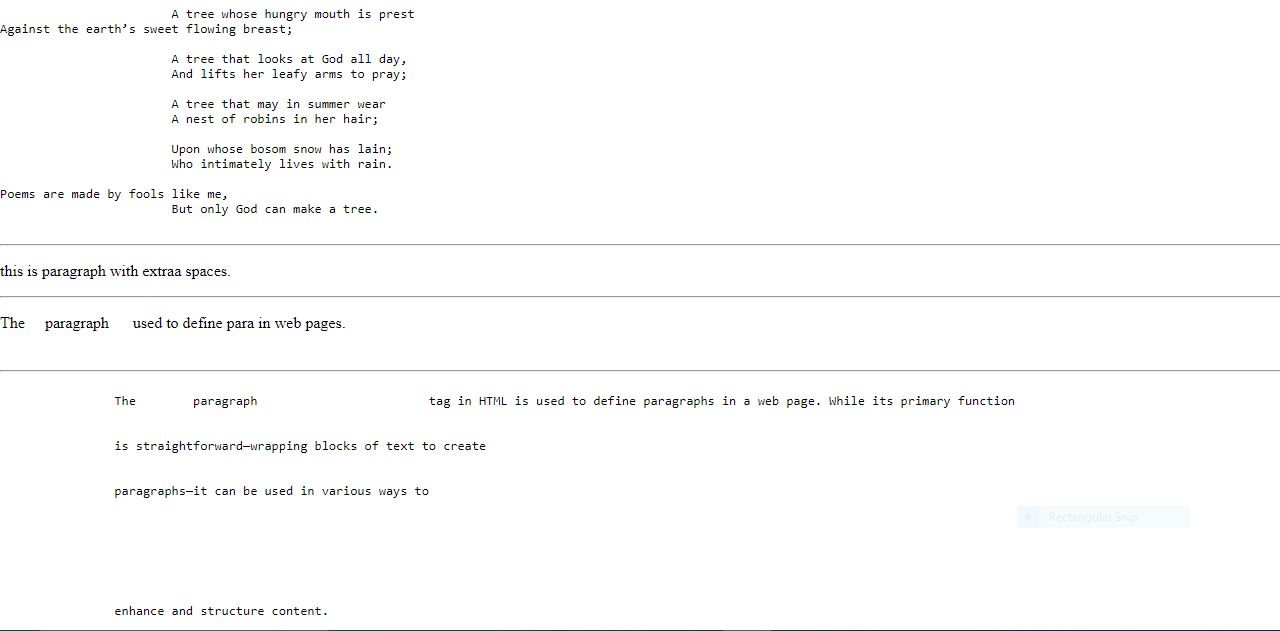 A tree whose hungry mouth is prest
Against the earth’s sweet flowing breast;
A tree that looks at God all day,
And lifts her leafy arms to pray;
A tree that may in summer wear
A nest of robins in her hair;
Upon whose bosom snow has lain;
Who intimately lives with rain.
Poems are made by fools like me,
But only God can make a tree.
this is paragraph with extraa spaces.
The paragraph used to define para in web pages.
The paragraph tag in HTML is used to define paragraphs in a web page. While its primary function
is straightforward—wrapping blocks of text to create
paragraphs—it can be used in various ways to
Rectangular Snip
enhance and structure content.